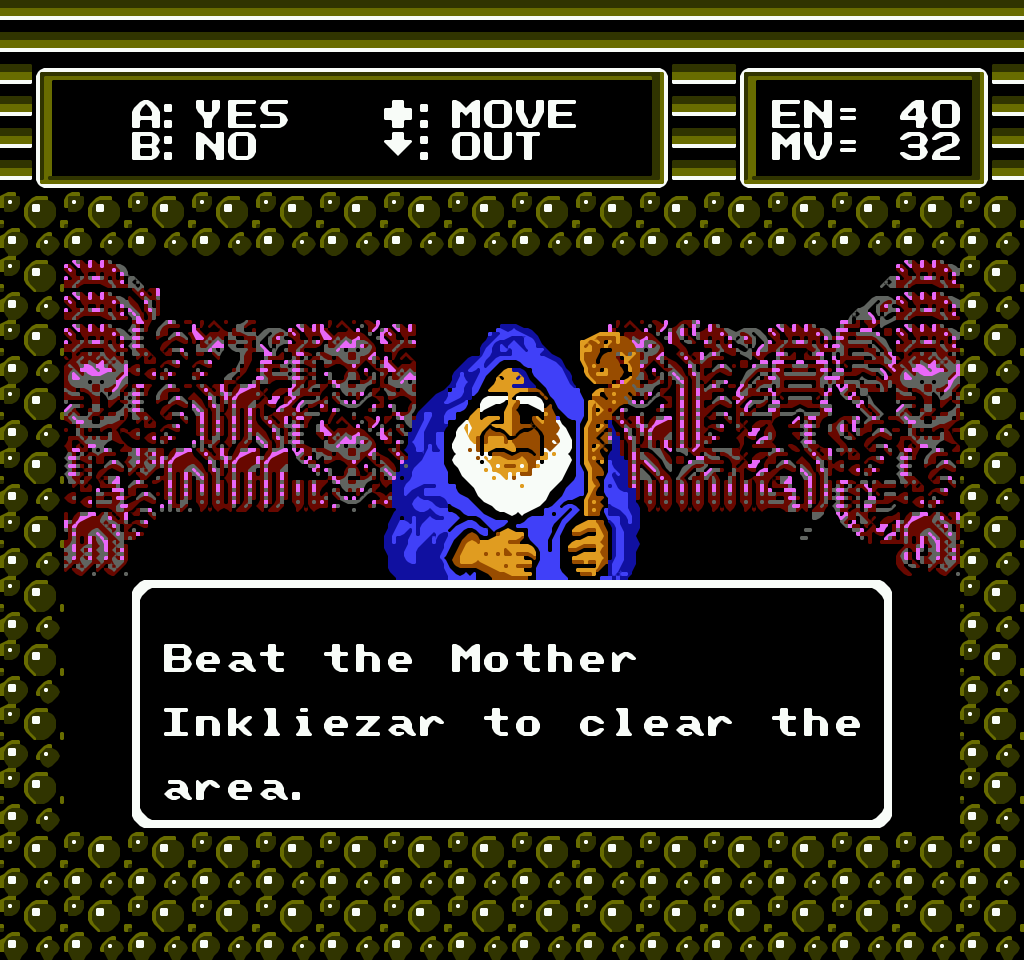 A: YES ✚: MOVE EN= 40
B: NO ⬇: OUT MV= 32
Beat the Mother
Inkliezar to clear the
area.